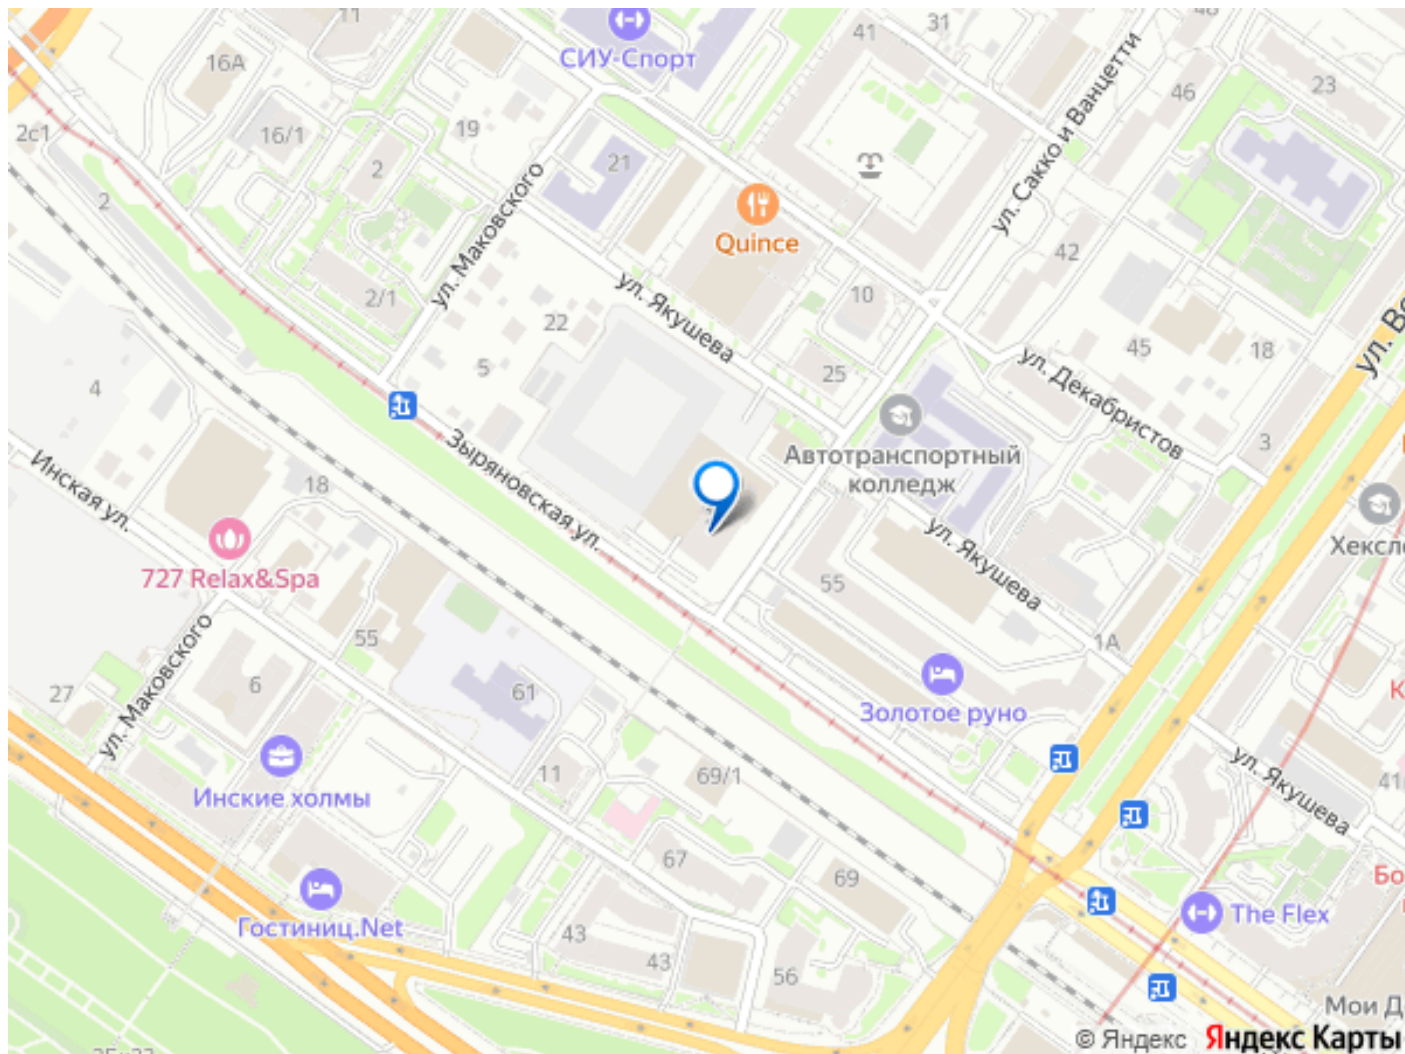 11
31
41
48
СИУ-Спорт
16А
46
23
2с1
16/1
19
2
21
ул. Сакко и Ванцетти
2
ул. Маковского
Quince
42
2/1
ул. Якушева
10
22
45
18
5
25
ул. Декабристов
4
3
Зыряновская ул.
Автотранспортный
колледж
Инская ул.
18
ул. Якушева
727 Relax&Spa
55
1А
55
6
61
27
ул. Маковского
Золотое руно
11
69/1
ул. Якушева
Инские холмы
67
69
Гостиниц.Net
The Flex
43
43
56
© Яндекс Яндекс Карты